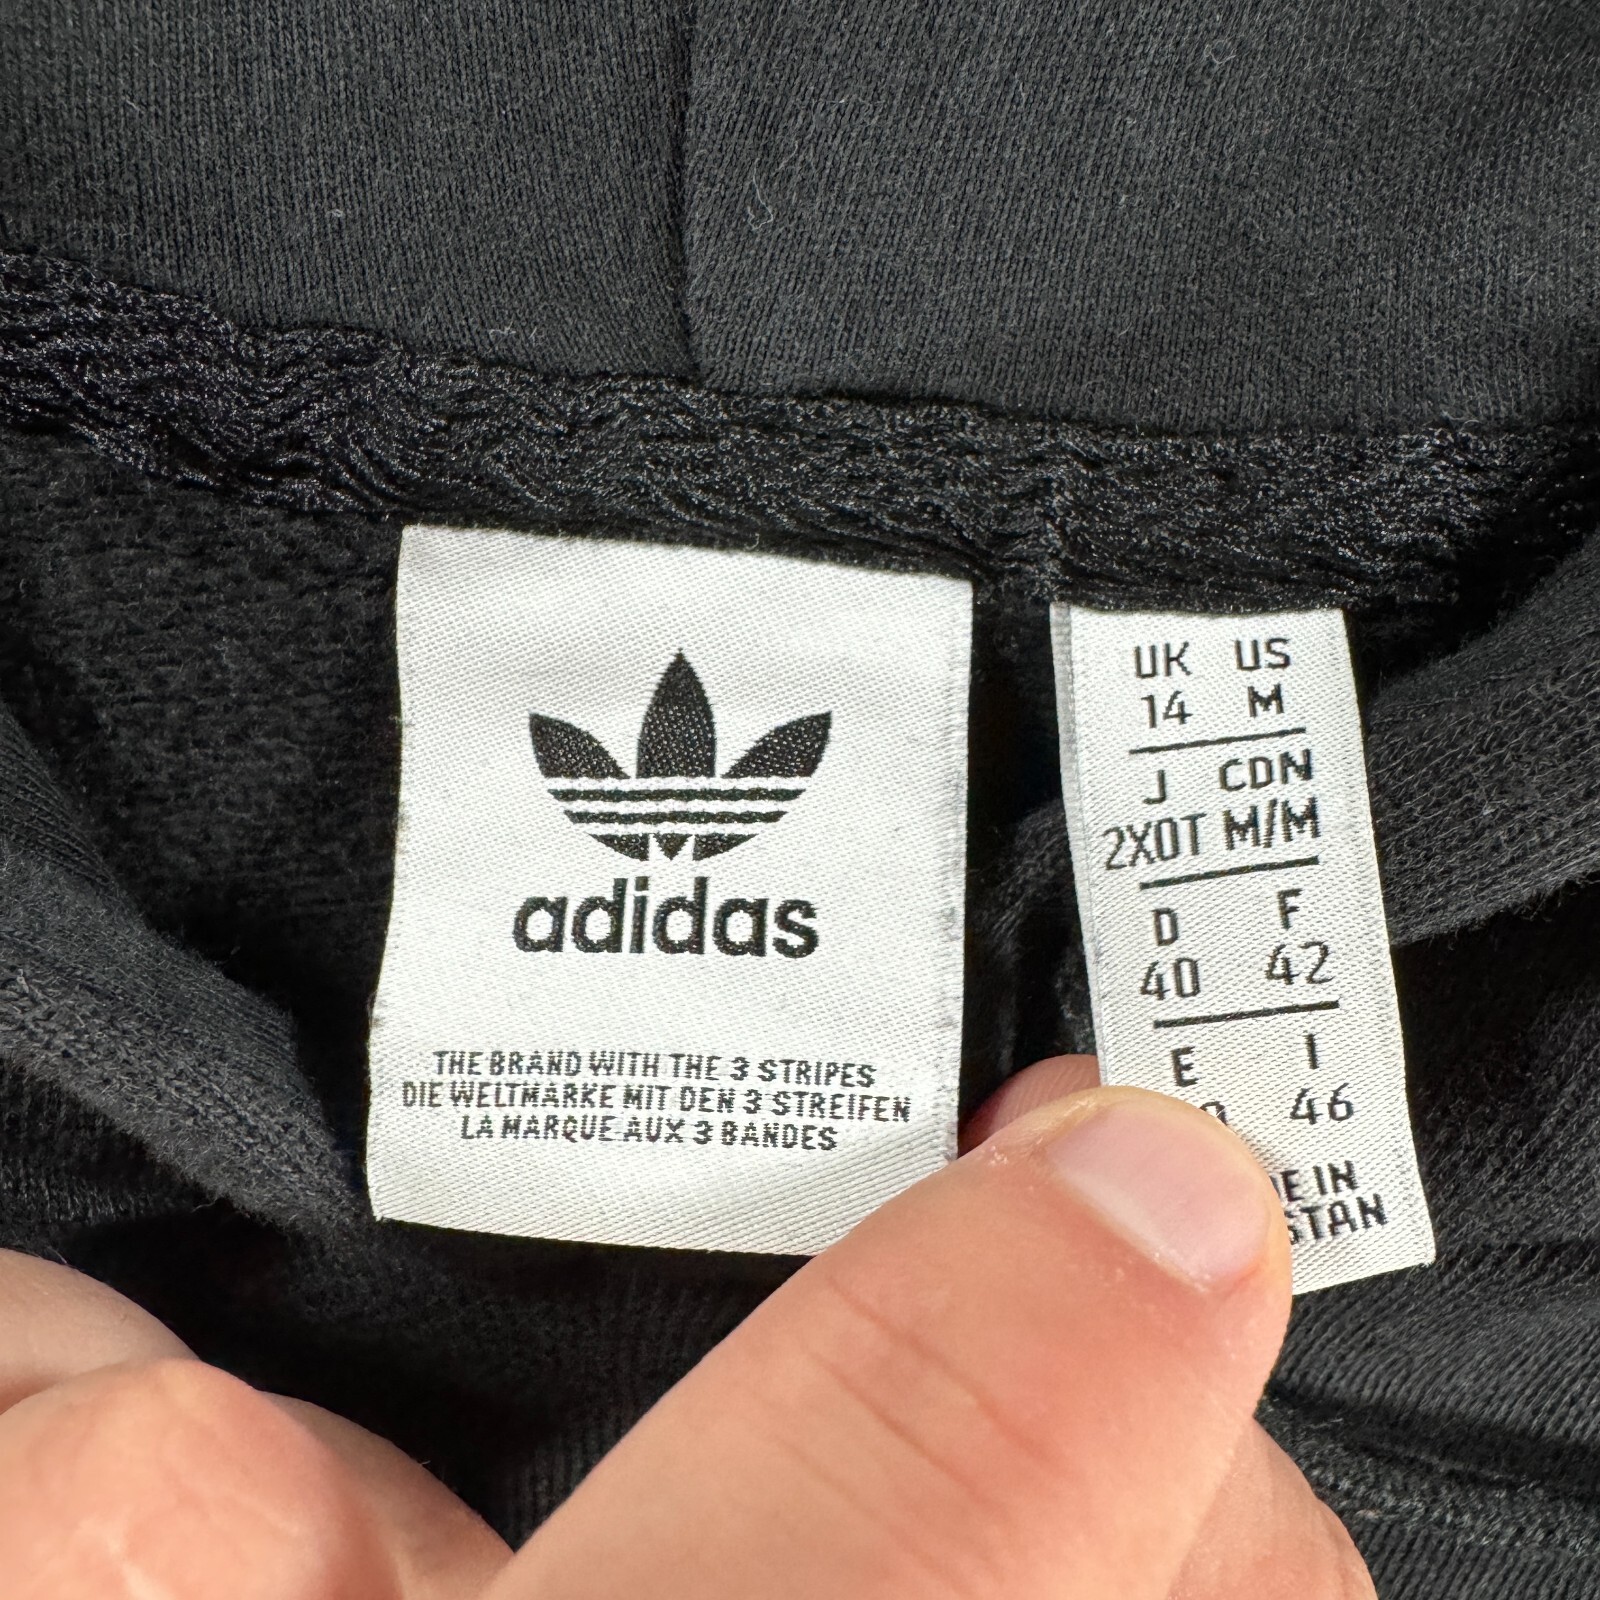 adidas
THE BRAND WITH THE 3 STRIPES
DIE WELTMARKE MIT DEN 3 STREIFEN
LA MARQUE AUX 3 BANDES
UK US
14 M
J CDN
2XOT M/M
D F
40 42
E I
46
IN